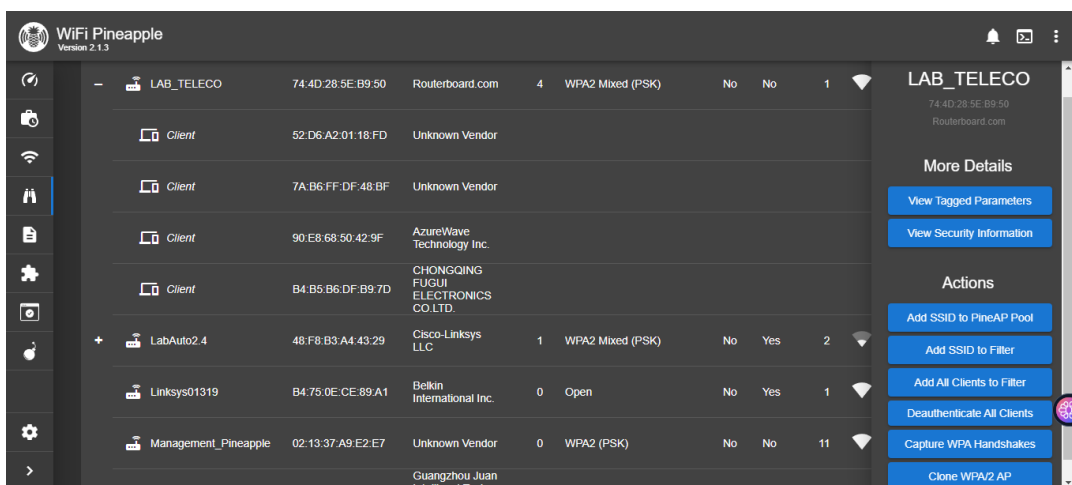 WiFi Pineapple
Version 2.1.3
LAB_TELECO 74:4D:28:5E:B9:50 Routerboard.com 4 WPA2 Mixed (PSK) No No 1
Client 52:D6:A2:01:18:FD Unknown Vendor
Client 7A:B6:FF:DF:48:BF Unknown Vendor
Client 90:E8:68:50:42:9F AzureWave
Technology Inc.
Client B4:B5:B6:DF:B9:7D CHONGQING
FUGUI
ELECTRONICS
CO.LTD.
+ LabAuto2.4 48:F8:B3:A4:43:29 Cisco-Linksys
LLC 1 WPA2 Mixed (PSK) No Yes 2
Linksys01319 B4:75:0E:CE:89:A1 Belkin
International Inc. 0 Open No Yes 1
Management_Pineapple 02:13:37:A9:E2:E7 Unknown Vendor 0 WPA2 (PSK) No No 11
Guangzhou Juan
LAB_TELECO
74:4D:28:5E:B9:50
Routerboard.com
More Details
View Tagged Parameters
View Security Information
Actions
Add SSID to PineAP Pool
Add SSID to Filter
Add All Clients to Filter
Deauthenticate All Clients
Capture WPA Handshakes
Clone WPA/2 AP